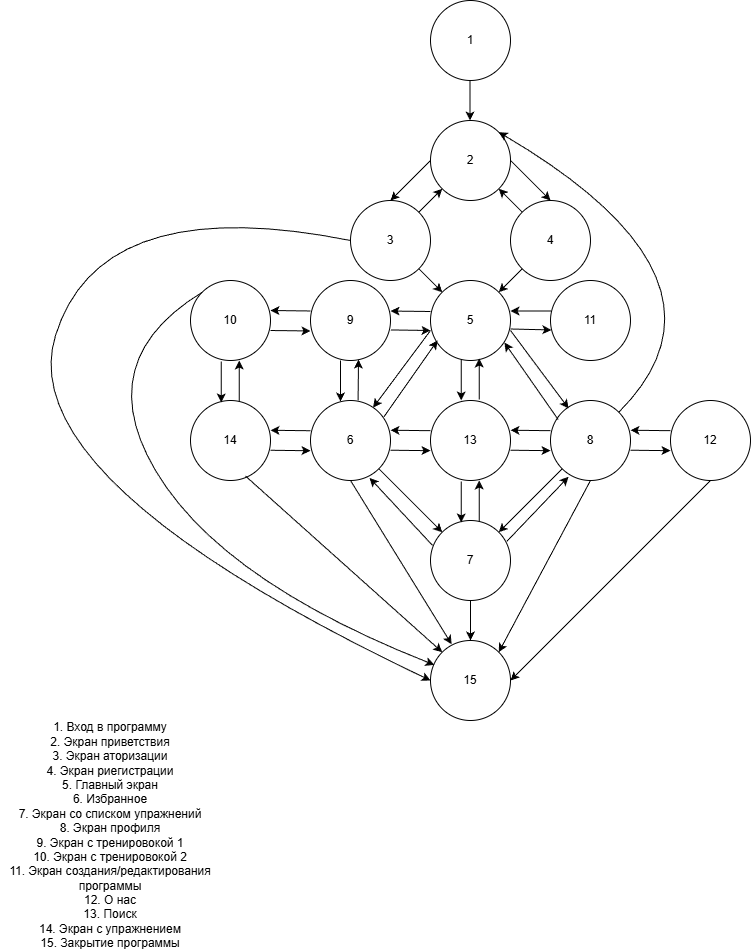 1
2
3
4
10
9
5
11
14
6
13
8
12
7
15
1. Вход в программу
2. Экран приветствия
3. Экран аторизации
4. Экран риегистрации
5. Главный экран
6. Избранное
7. Экран со списком упражнений
8. Экран профиля
9. Экран с тренировокой 1
10. Экран с тренировокой 2
11. Экран создания/редактирования
программы
12. О нас
13. Поиск
14. Экран с упражнением
15. Закрытие программы